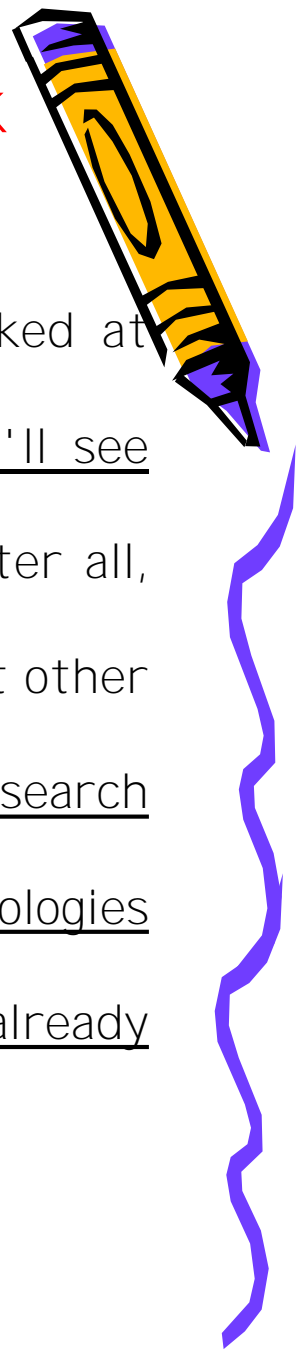 ked at
'll see
ter all,
t other
search
ologies
already